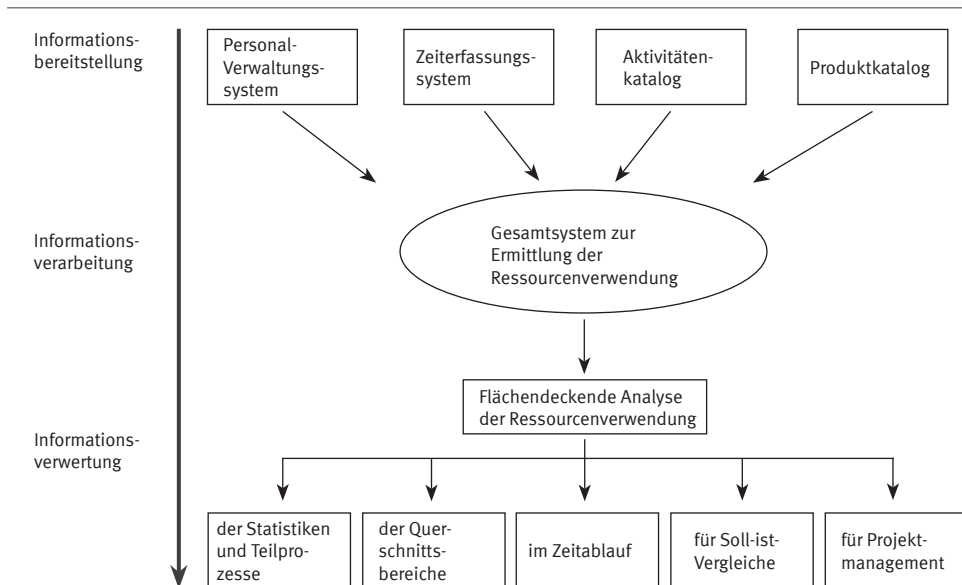 Informations-
bereitstellung
Personal-
Verwaltungs-
system
Zeiterfassungs-
system
Aktivitäten-
katalog
Produktkatalog
Informations-
verarbeitung
Gesamtsystem zur
Ermittlung der
Ressourcenverwendung
Flächendeckende Analyse
der Ressourcenverwendung
Informations-
verwertung
der Statistiken
und Teilpro-
zesse
der Quer-
schnitts-
bereiche
im Zeitablauf
für Soll-ist-
Vergleiche
für Projekt-
management